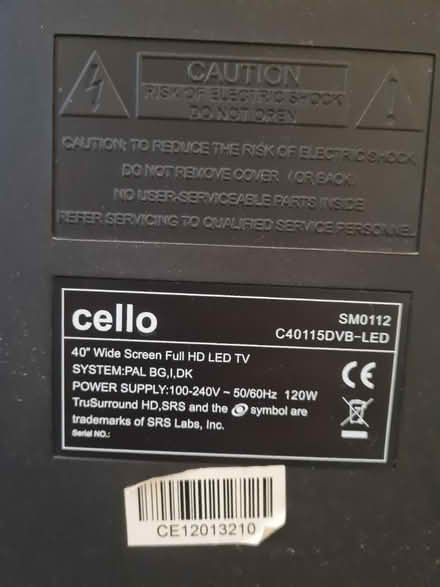 CAUTION
RISK OF ELECTRIC SHOCK
DO NOT OPEN
CAUTION: TO REDUCE THE RISK OF ELECTRIC SHOCK
DO NOT REMOVE COVER (OR BACK)
NO USER-SERVICEABLE PARTS INSIDE
REFER SERVICING TO QUALIFIED SERVICE PERSONNEL
cello
SM0112
C40115DVB-LED
40" Wide Screen Full HD LED TV
SYSTEM:PAL BG,I,DK
POWER SUPPLY:100-240V ~ 50/60Hz 120W
TruSurround HD,SRS and the symbol are
trademarks of SRS Labs, Inc.
Serial NO.:
CE
CE12013210